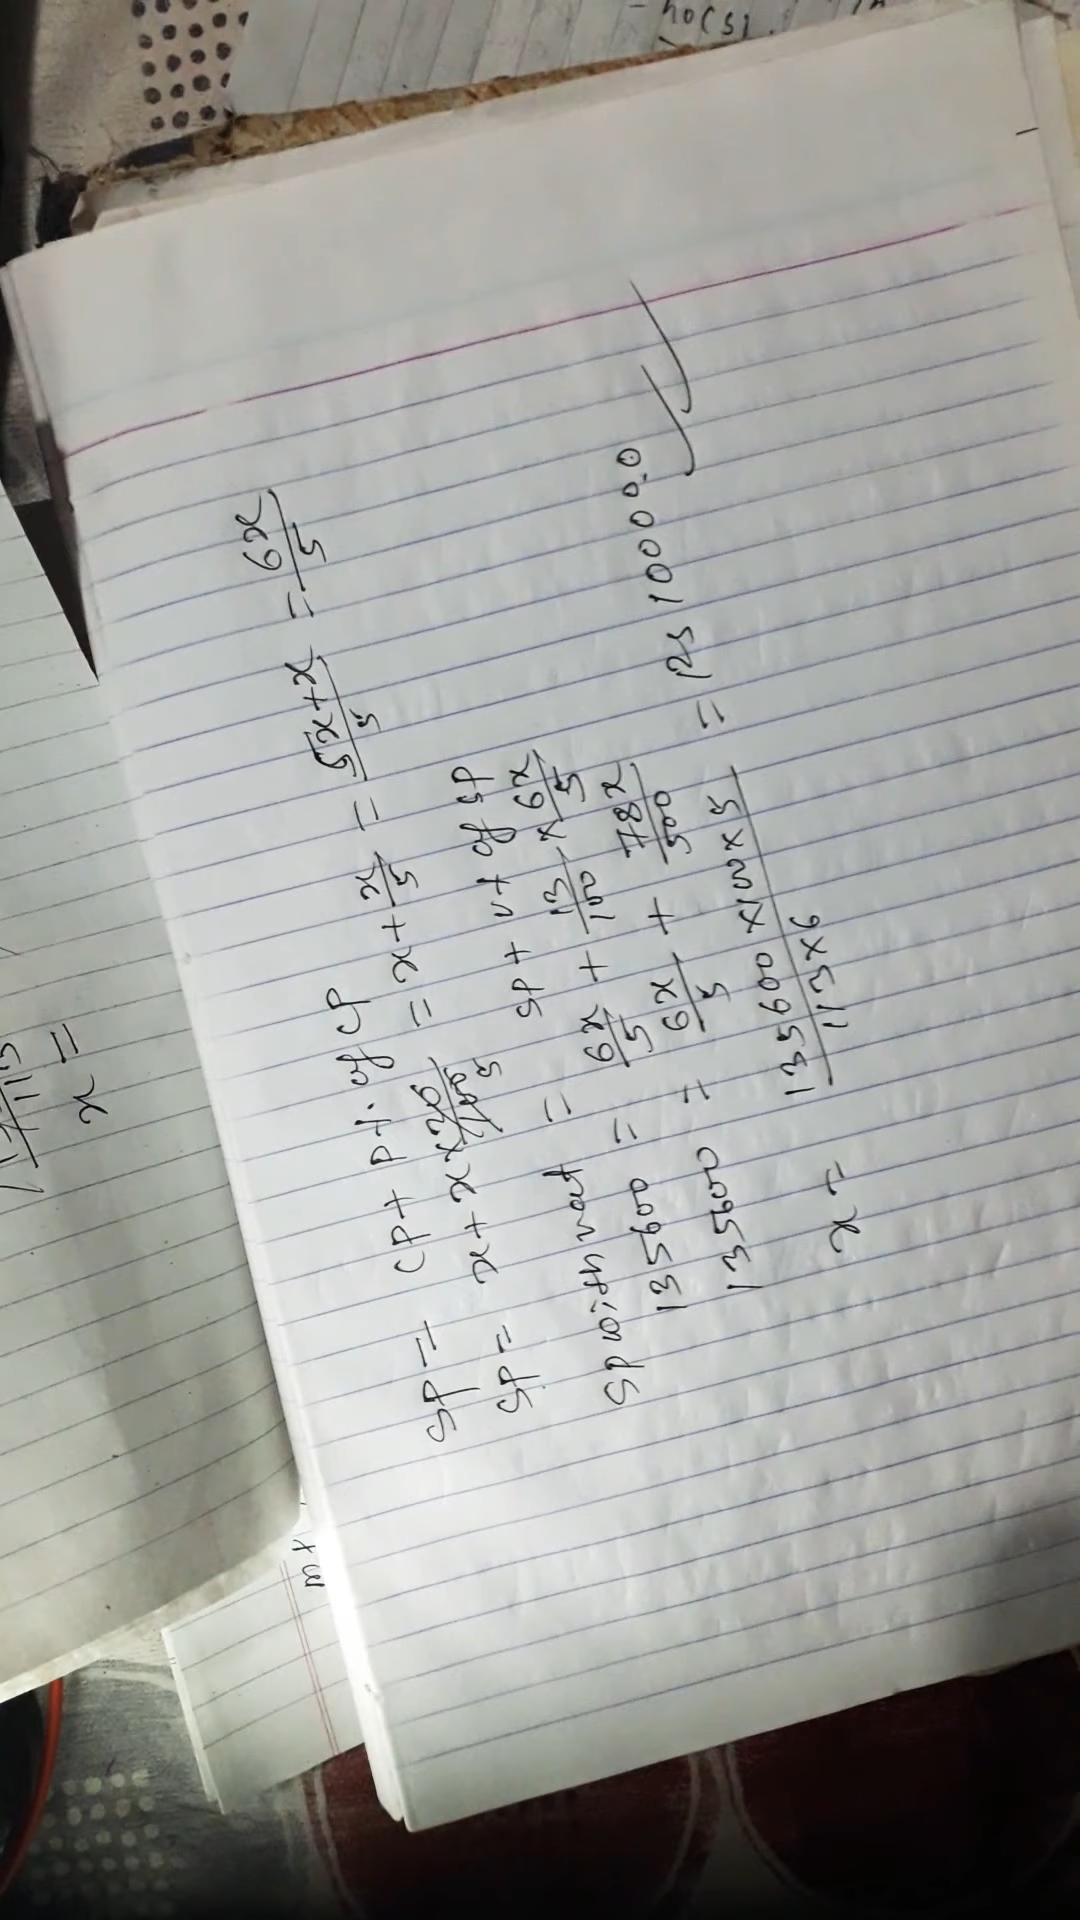 SP = CP + P% of CP
SP = x + x × 20/100 5 = x + x/5 = 5x+x/5 = 6x/5
SP with vat = SP + v% of SP
135600 = 6x/5 + 13/100 × 6x/5
135600 = 6x/5 + 78x/500
x = 135600 × 100 × 5/113 × 6 = Rs 100000
x =